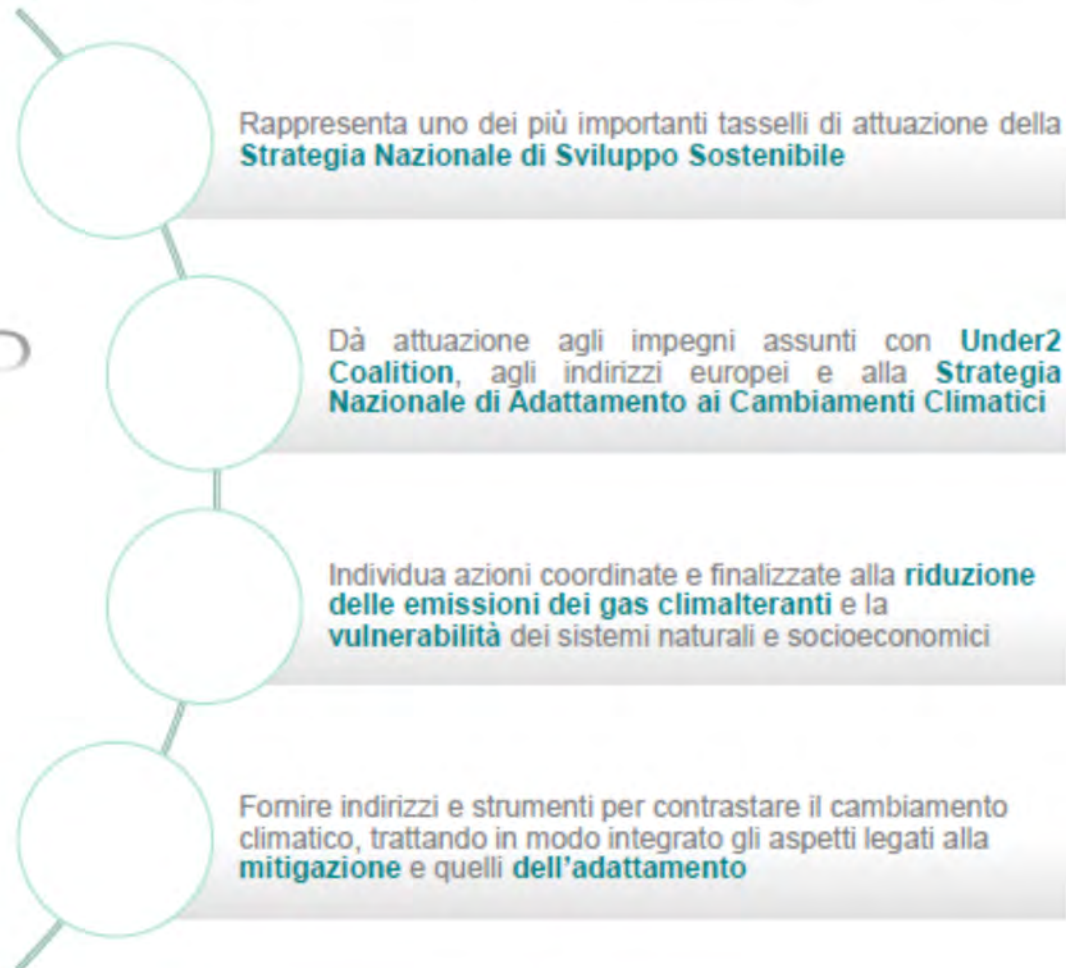 Rappresenta uno dei più importanti tasselli di attuazione della
Strategia Nazionale di Sviluppo Sostenibile
Dà attuazione agli impegni assunti con Under2
Coalition, agli indirizzi europei e alla Strategia
Nazionale di Adattamento ai Cambiamenti Climatici
Individua azioni coordinate e finalizzate alla riduzione
delle emissioni dei gas climalteranti e la
vulnerabilità dei sistemi naturali e socioeconomici
Fornire indirizzi e strumenti per contrastare il cambiamento
climatico, trattando in modo integrato gli aspetti legati alla
mitigazione e quelli dell'adattamento